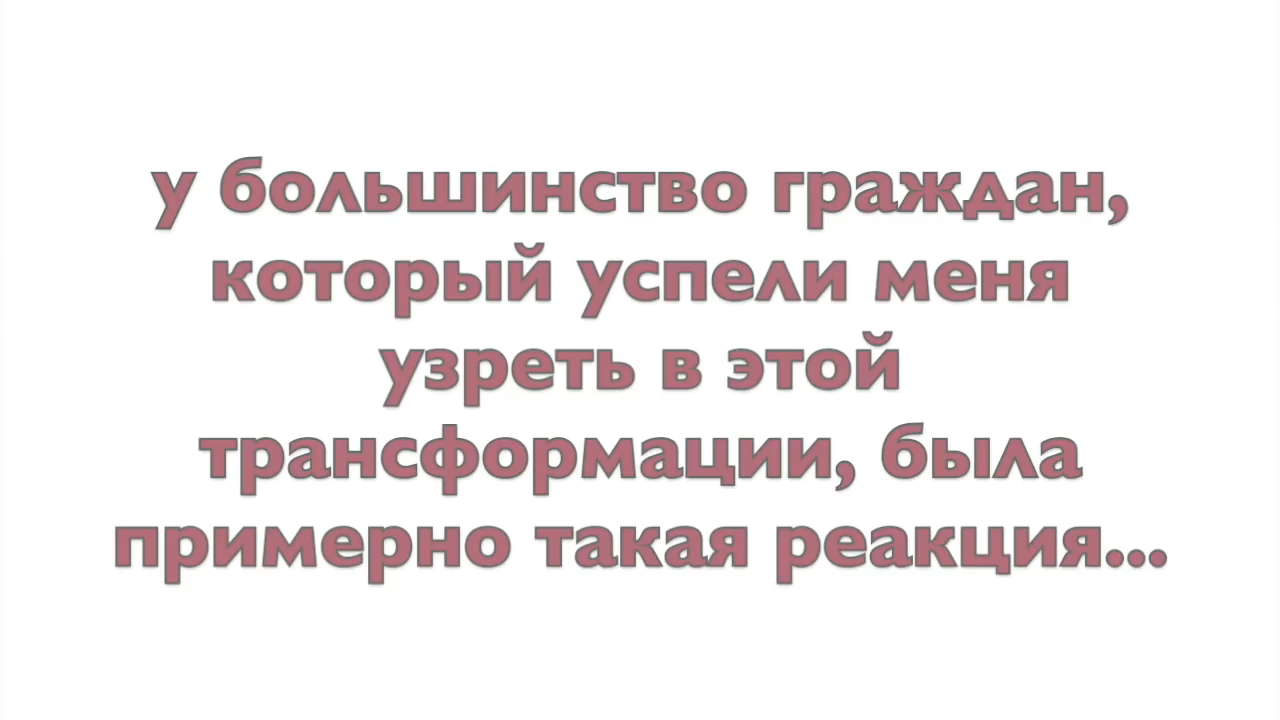 у большинство граждан,
который успели меня
узреть в этой
трансформации, была
примерно такая реакция...